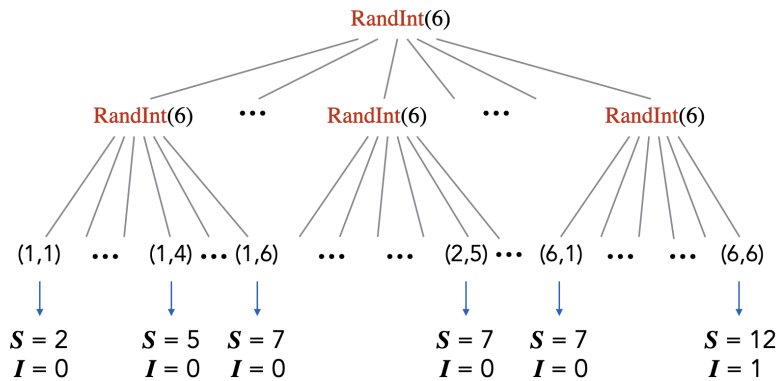 RandInt(6)
RandInt(6) ••• RandInt(6) ••• RandInt(6)
(1,1) ••• (1,4) ••• (1,6) ••• ••• (2,5) ••• (6,1) ••• ••• (6,6)
S = 2 S = 5 S = 7 S = 7 S = 7 S = 12
I = 0 I = 0 I = 0 I = 0 I = 0 I = 1